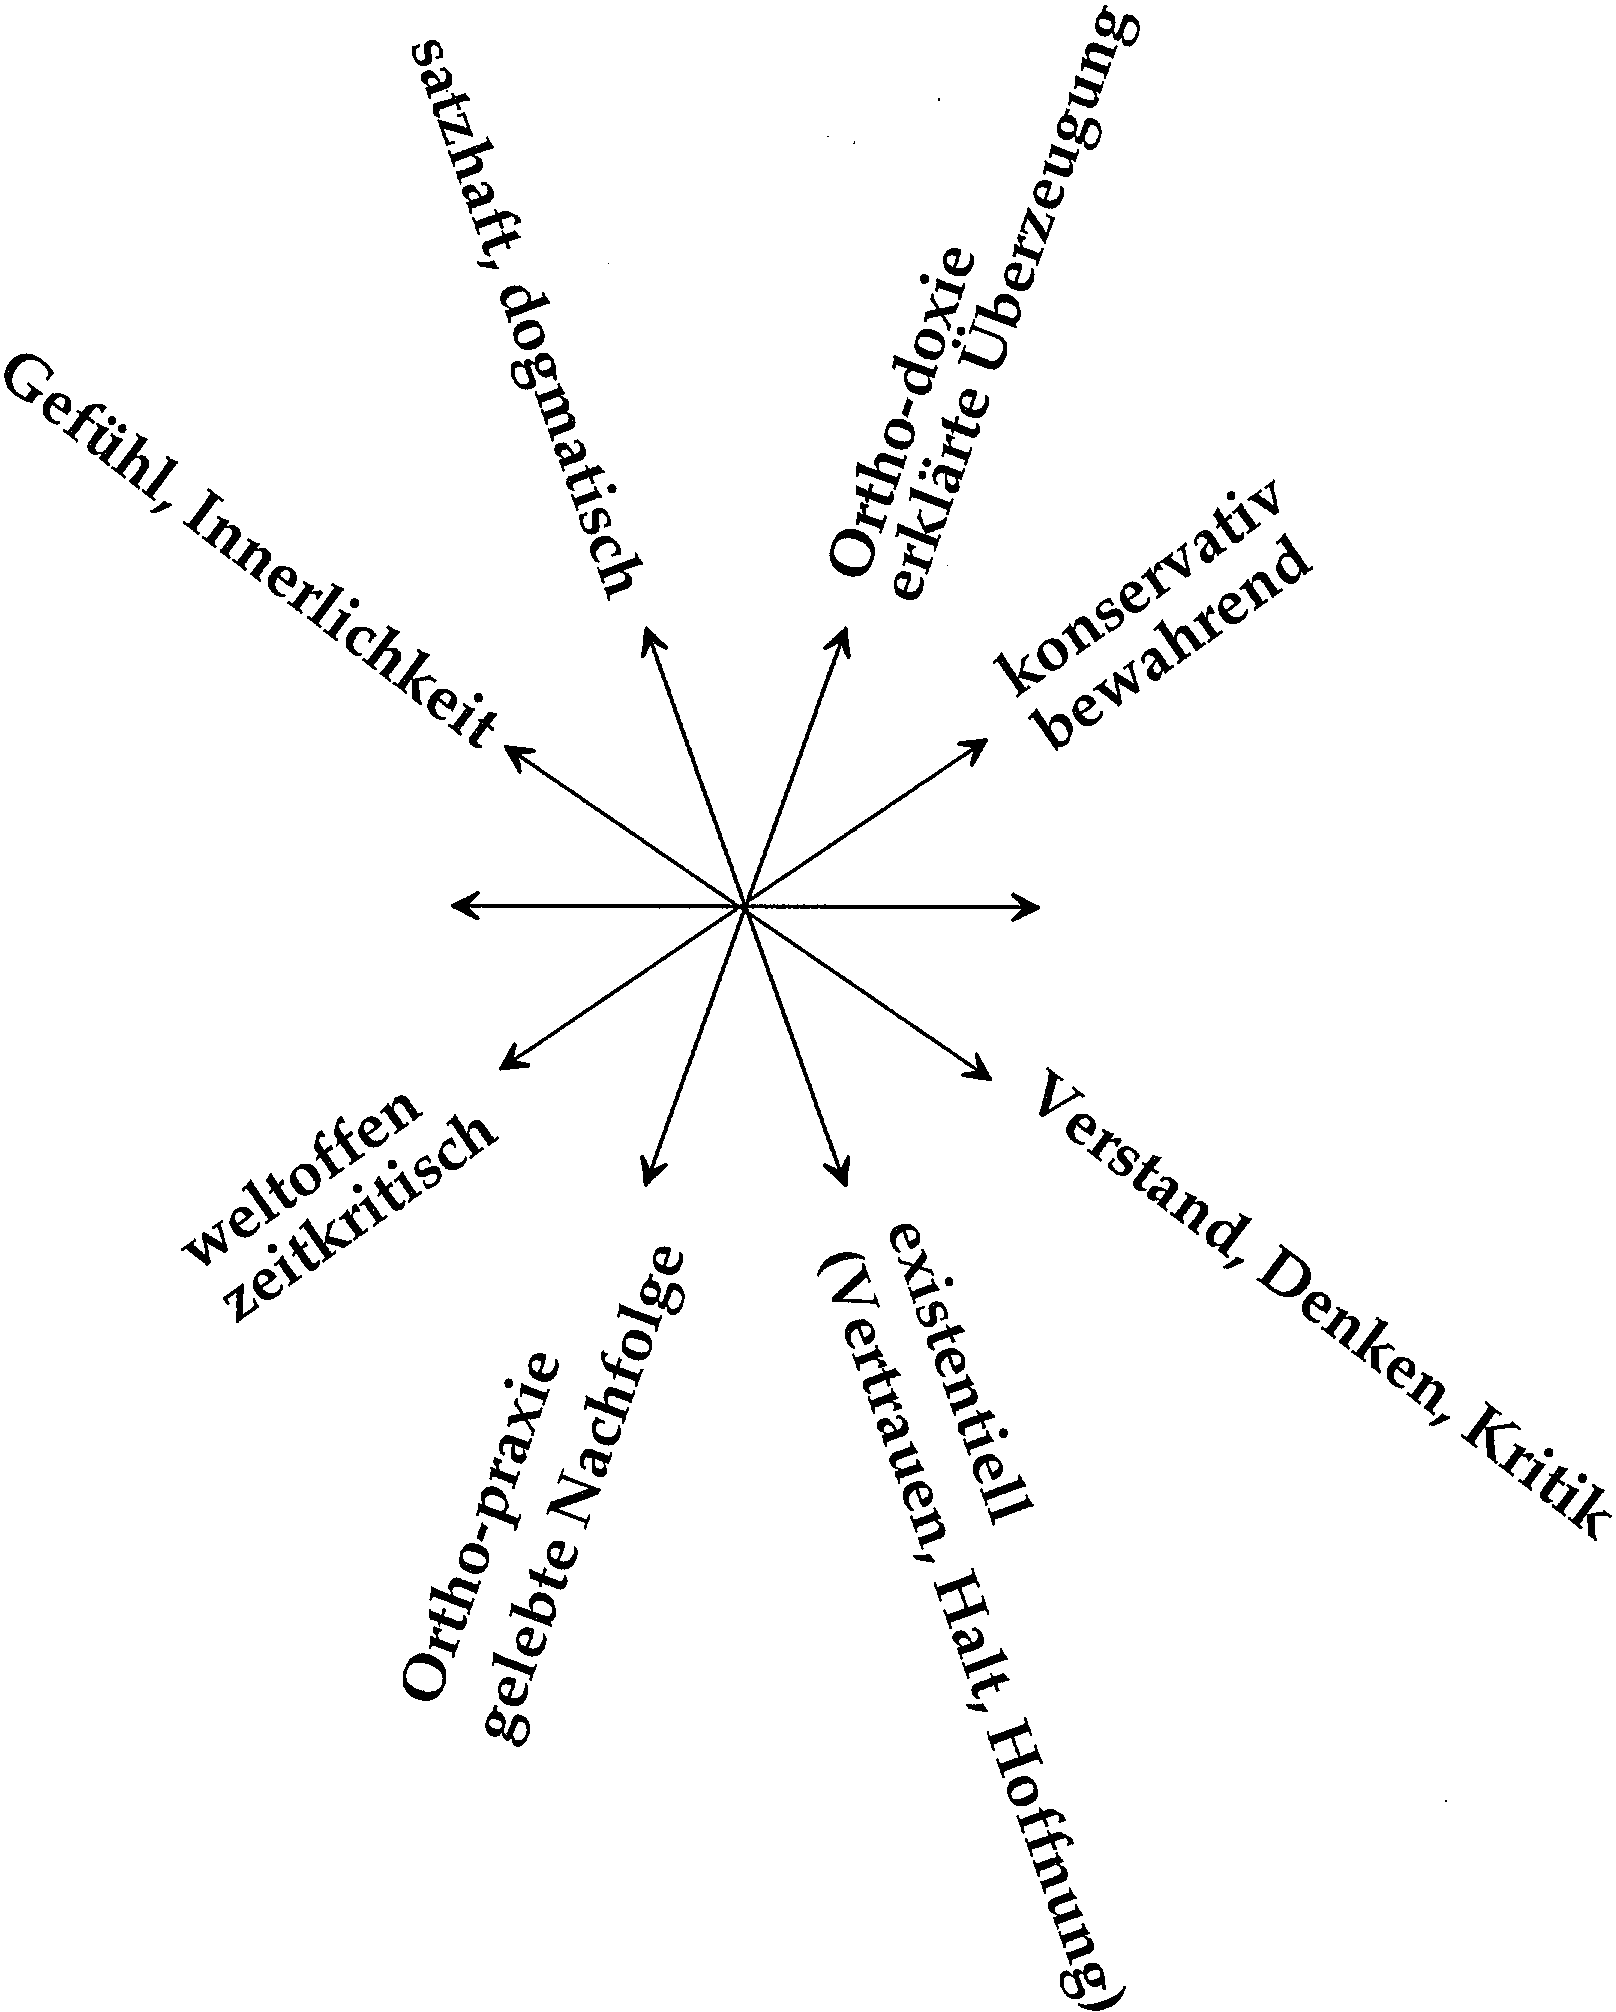 satzhaft, dogmatisch
Ortho-doxie
erklärte Überzeugung
Gefühl, Innerlichkeit
konservativ
bewahrend
weltoffen
zeitkritisch
Verstand, Denken, Kritik
Ortho-praxie
gelebte Nachfolge
existentiell
(Vertrauen, Halt, Hoffnung)